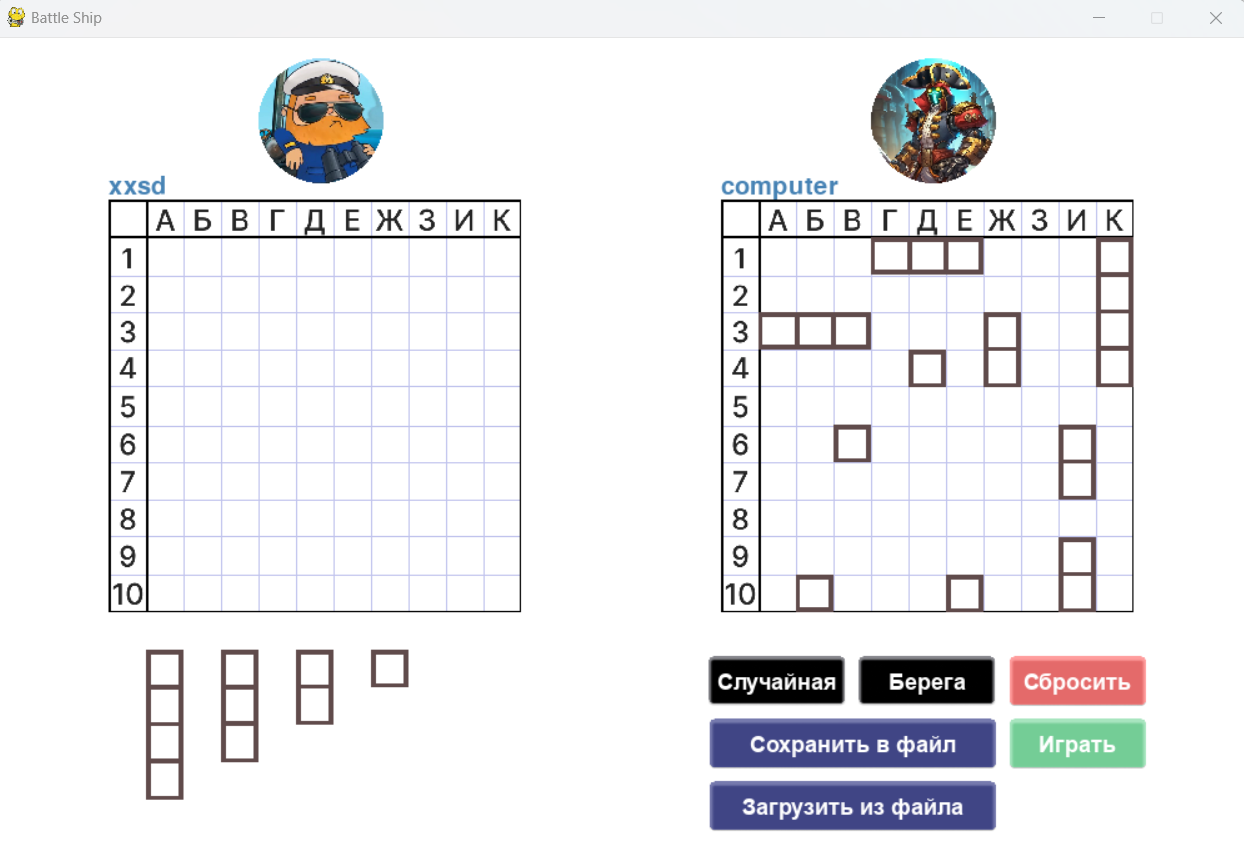 Battle Ship
xxsd
А Б В Г Д Е Ж З И К
1
2
3
4
5
6
7
8
9
10
computer
А Б В Г Д Е Ж З И К
1
2
3
4
5
6
7
8
9
10
Случайная Берега Сбросить
Сохранить в файл Играть
Загрузить из файла